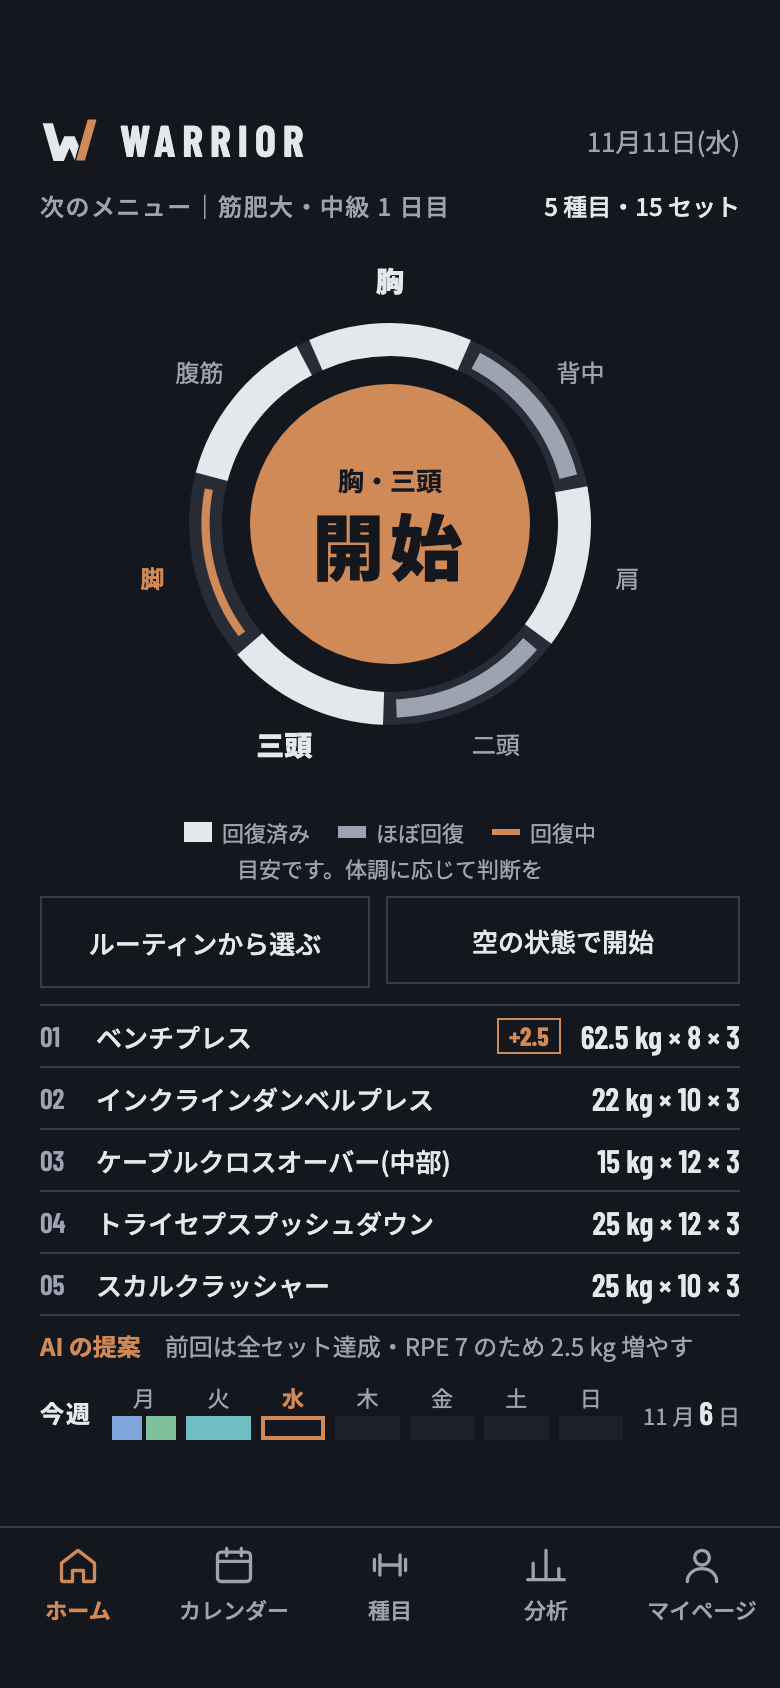 WARRIOR
11月11日(水)
次のメニュー｜筋肥大・中級 1 日目
5 種目・15 セット
胸
腹筋
背中
胸・三頭
開始
脚
肩
三頭
二頭
回復済み ほぼ回復 回復中
目安です。体調に応じて判断を
ルーティンから選ぶ
空の状態で開始
01 ベンチプレス +2.5 62.5 kg × 8 × 3
02 インクラインダンベルプレス 22 kg × 10 × 3
03 ケーブルクロスオーバー(中部) 15 kg × 12 × 3
04 トライセプスプッシュダウン 25 kg × 12 × 3
05 スカルクラッシャー 25 kg × 10 × 3
AI の提案 前回は全セット達成・RPE 7 のため 2.5 kg 増やす
今週 月 火 水 木 金 土 日 11 月 6 日
ホーム カレンダー 種目 分析 マイページ